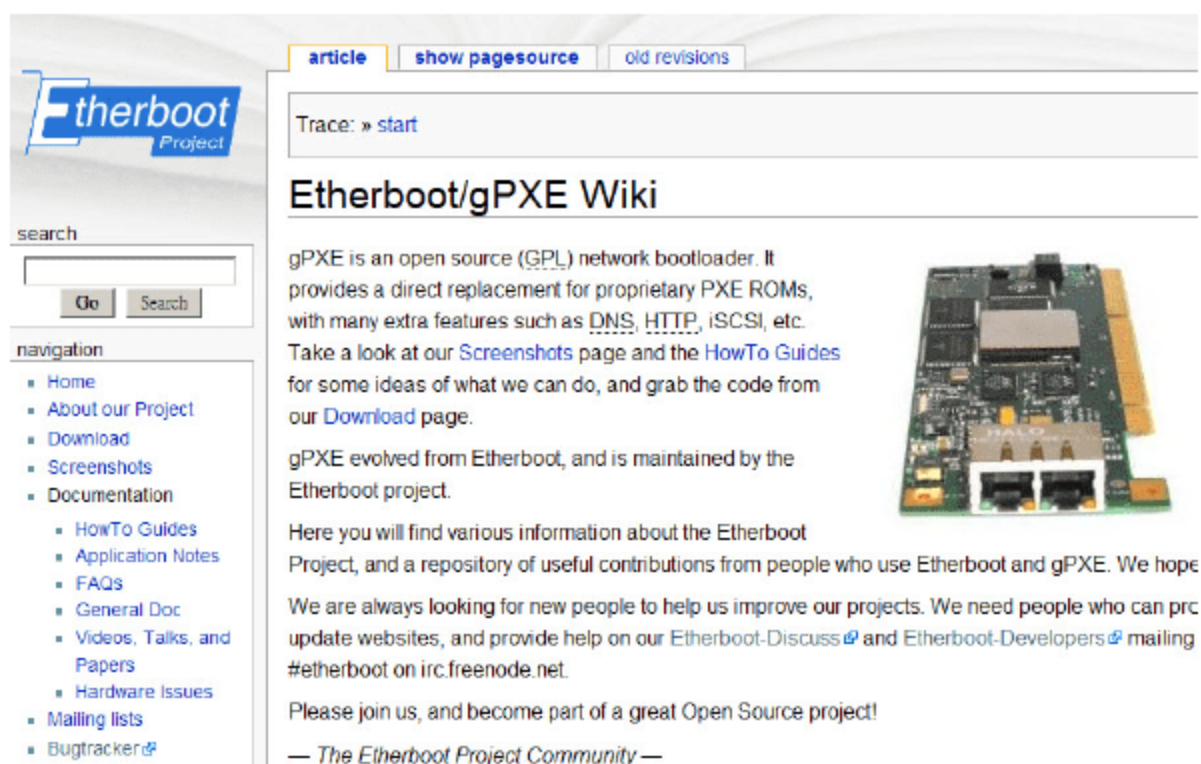 article
show pagesource
old revisions
Etherboot
Project
Trace: » start
Etherboot/gPXE Wiki
search
Go
Search
navigation
Home
About our Project
Download
Screenshots
Documentation
HowTo Guides
Application Notes
FAQs
General Doc
Videos, Talks, and
Papers
Hardware Issues
Mailing lists
Bugtracker
gPXE is an open source (GPL) network bootloader. It
provides a direct replacement for proprietary PXE ROMs,
with many extra features such as DNS, HTTP, iSCSI, etc.
Take a look at our Screenshots page and the HowTo Guides
for some ideas of what we can do, and grab the code from
our Download page.
gPXE evolved from Etherboot, and is maintained by the
Etherboot project.
Here you will find various information about the Etherboot
Project, and a repository of useful contributions from people who use Etherboot and gPXE. We hope
We are always looking for new people to help us improve our projects. We need people who can
update websites, and provide help on our Etherboot-Discuss and Etherboot-Developers mailing
#etherboot on irc.freenode.net.
Please join us, and become part of a great Open Source project!
— The Etherboot Project Community —
HALO